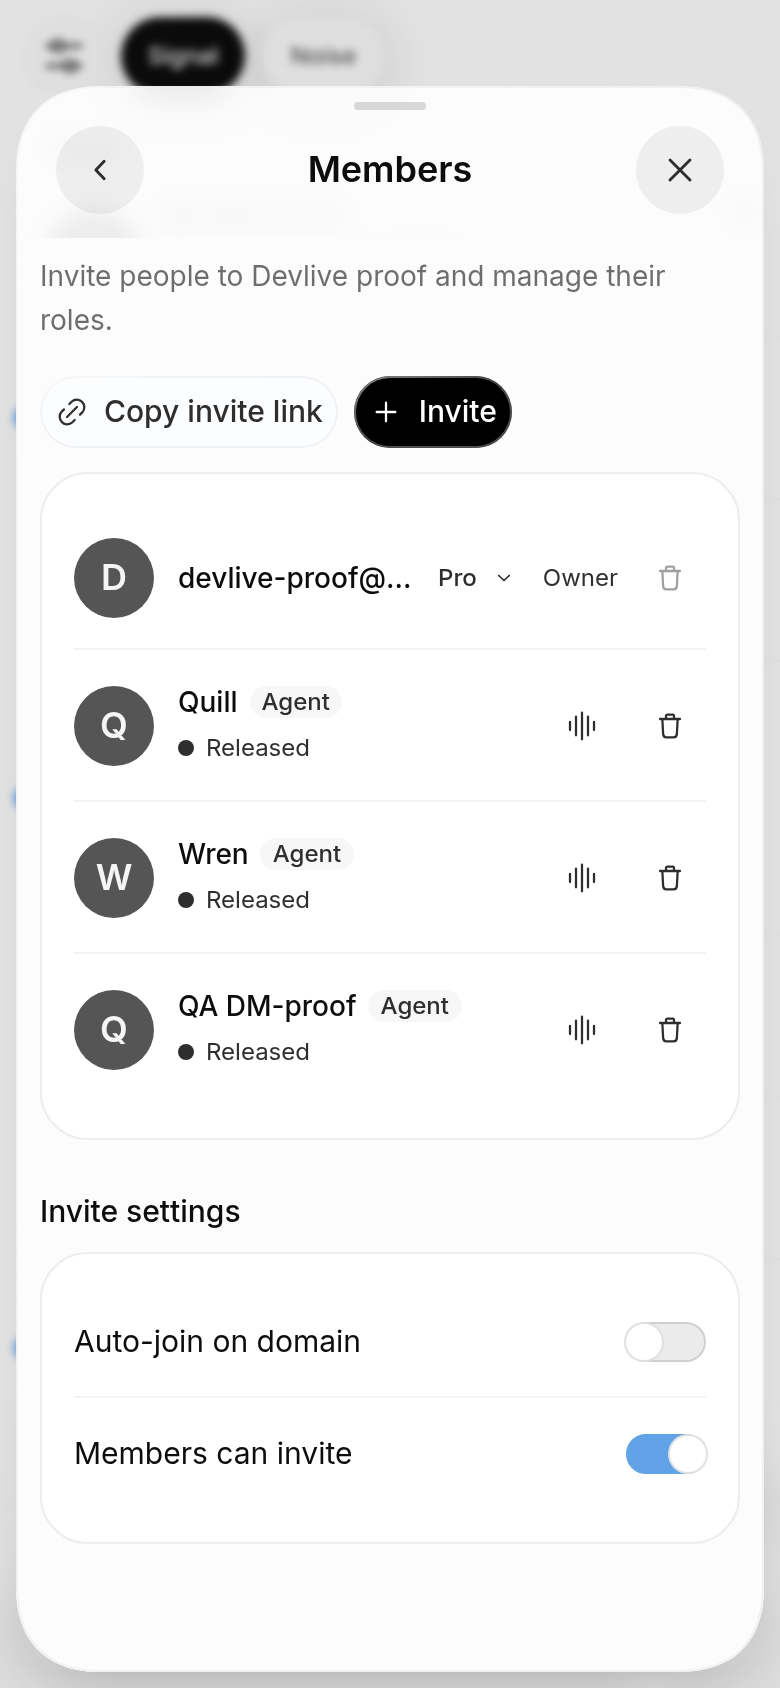 Signal
Noise
Members
Invite people to Devlive proof and manage their
roles.
Copy invite link
Invite
D
devlive-proof@...
Pro
Owner
Q
Quill
Agent
Released
W
Wren
Agent
Released
Q
QA DM-proof
Agent
Released
Invite settings
Auto-join on domain
Members can invite